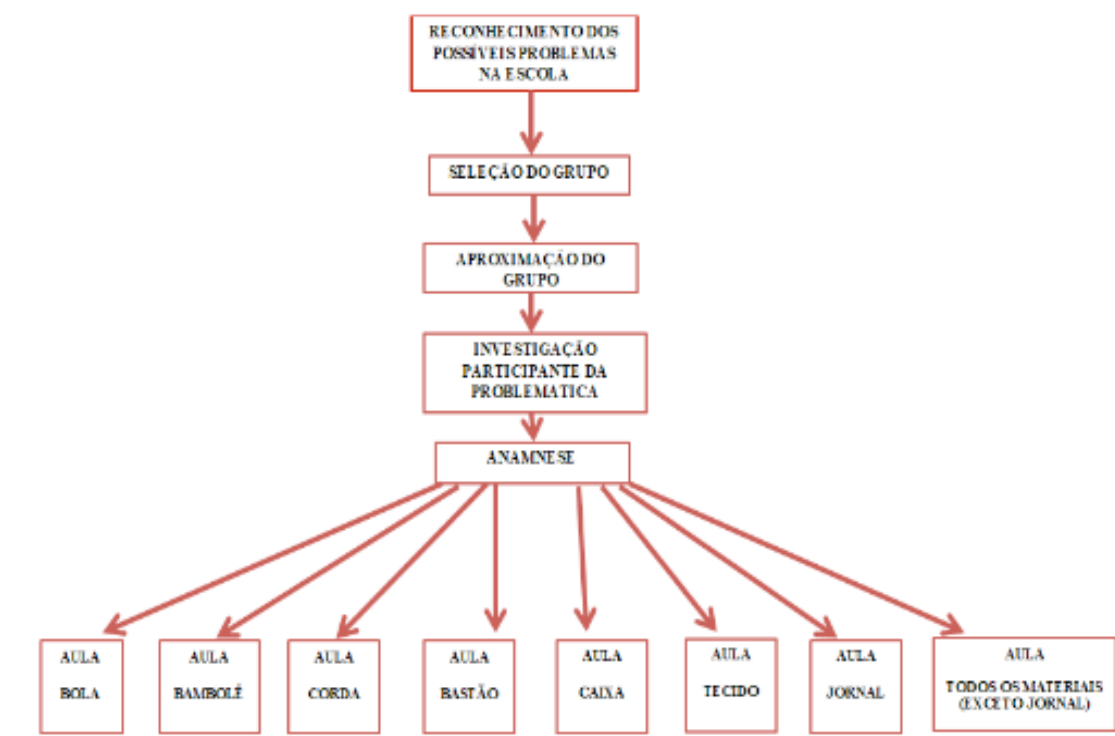 RECONHECIMENTO DOS
POSSÍVEIS PROBLEMAS
NA ESCOLA
SELEÇÃO DO GRUPO
APROXIMAÇÃO DO
GRUPO
INVESTIGAÇÃO
PARTICIPANTE DA
PROBLEMATICA
ANAMNESE
AULA
BOLA
AULA
BAMBOLÊ
AULA
CORDA
AULA
BASTÃO
AULA
CAIXA
AULA
TECIDO
AULA
JORNAL
AULA
TODOS OS MATERIAIS
(EXCETO JORNAL)